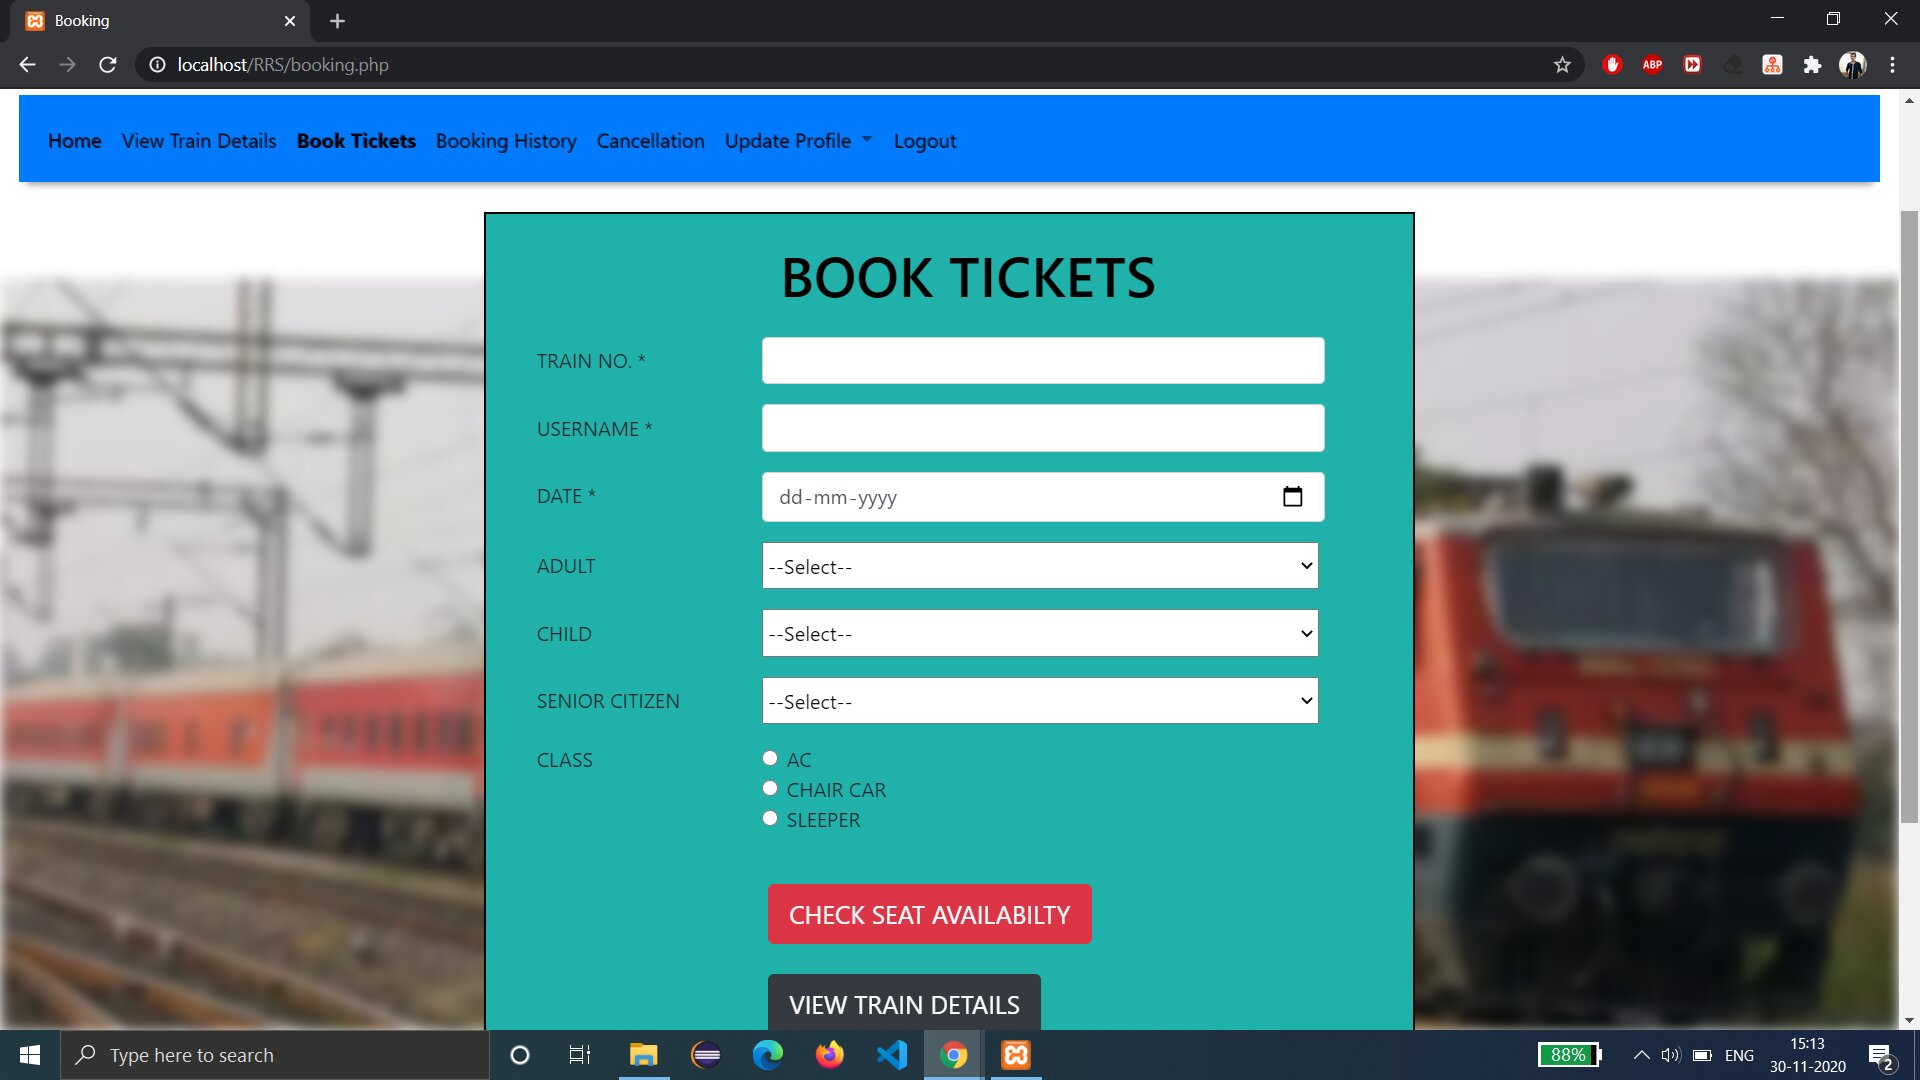 Booking
localhost/RRS/booking.php
ABP
Home View Train Details Book Tickets Booking History Cancellation Update Profile Logout
BOOK TICKETS
TRAIN NO. *
USERNAME *
DATE * dd-mm-yyyy
ADULT --Select--
CHILD --Select--
SENIOR CITIZEN --Select--
CLASS AC
CHAIR CAR
SLEEPER
CHECK SEAT AVAILABILTY
VIEW TRAIN DETAILS
Type here to search
88%
ENG
15:13
30-11-2020
2